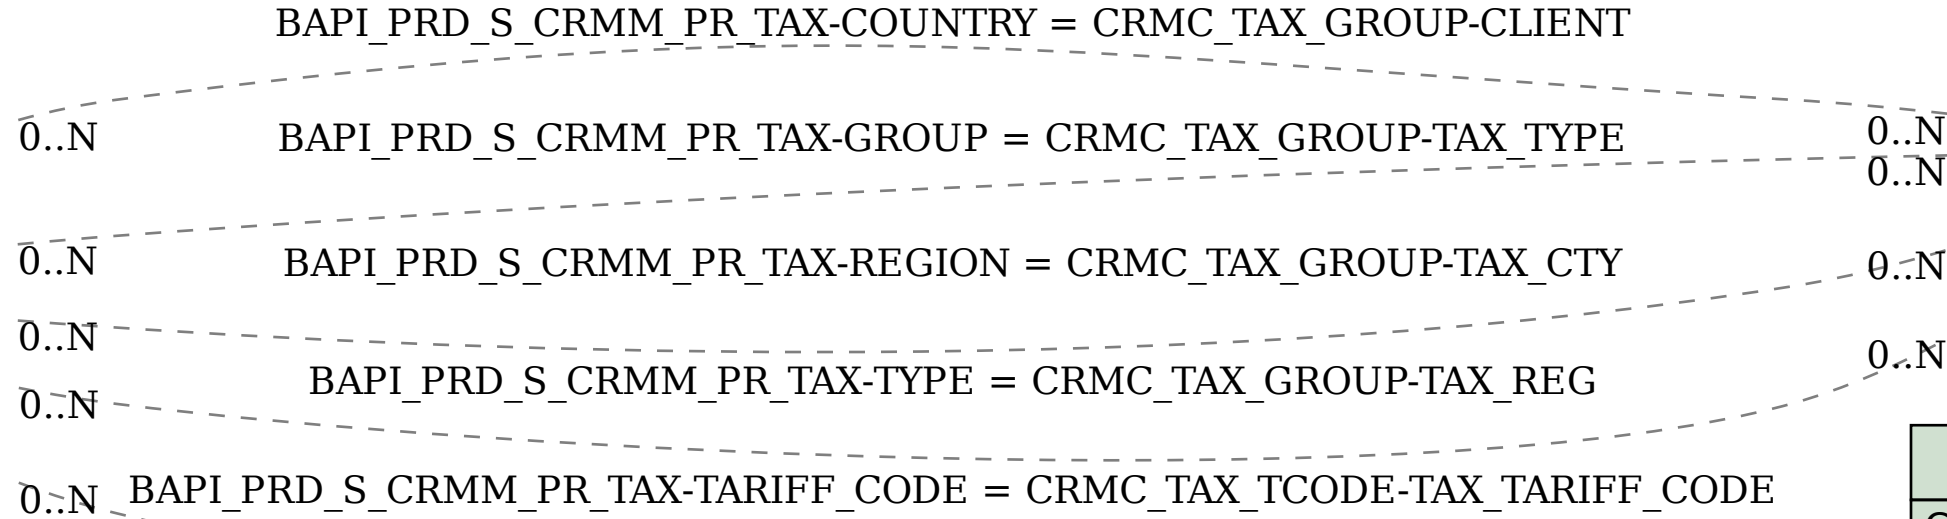 BAPI_PRD_S_CRMM_PR_TAX-COUNTRY = CRMC_TAX_GROUP-CLIENT
0..N
BAPI_PRD_S_CRMM_PR_TAX-GROUP = CRMC_TAX_GROUP-TAX_TYPE
0..N
0..N
0..N
BAPI_PRD_S_CRMM_PR_TAX-REGION = CRMC_TAX_GROUP-TAX_CTY
0..N
0..N
0..N
BAPI_PRD_S_CRMM_PR_TAX-TYPE = CRMC_TAX_GROUP-TAX_REG
0..N
0..N
BAPI_PRD_S_CRMM_PR_TAX-TARIFF_CODE = CRMC_TAX_TCODE-TAX_TARIFF_CODE